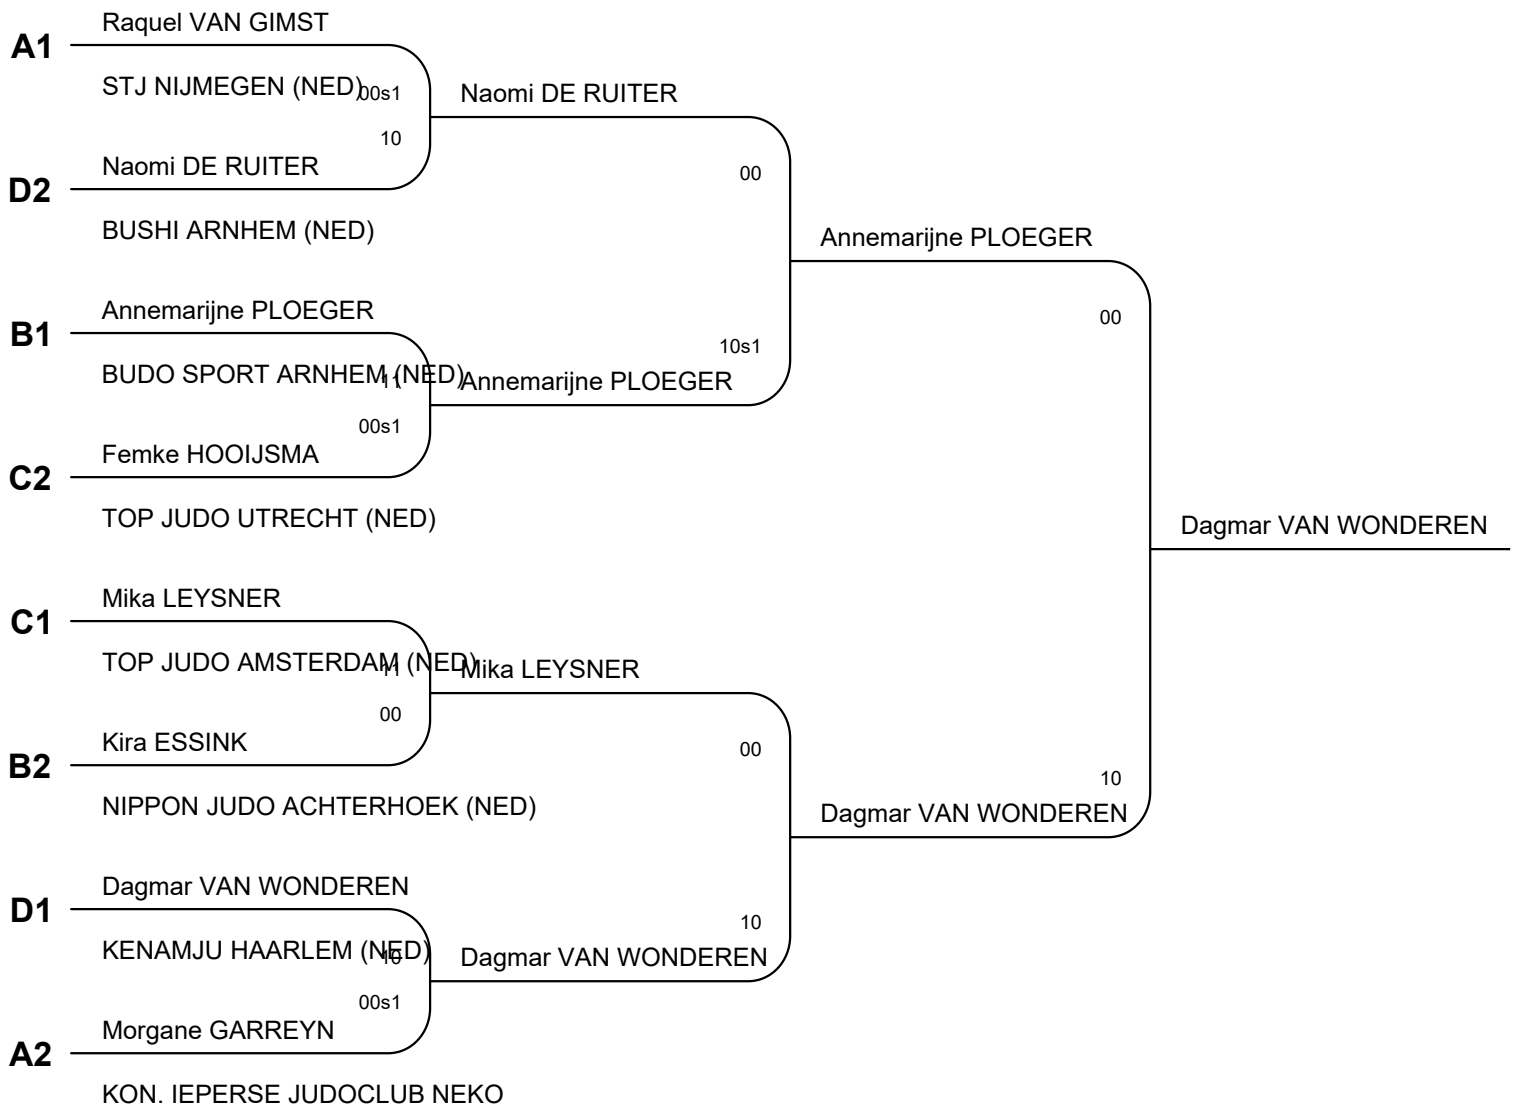 A1
Raquel VAN GIMST
STJ NIJMEGEN (NED)
00s1
10
D2
Naomi DE RUITER
BUSHI ARNHEM (NED)
B1
Annemarijne PLOEGER
BUDO SPORT ARNHEM (NED)
11
00s1
C2
Femke HOOIJSMA
TOP JUDO UTRECHT (NED)
C1
Mika LEYSNER
TOP JUDO AMSTERDAM (NED)
11
00
B2
Kira ESSINK
NIPPON JUDO ACHTERHOEK (NED)
D1
Dagmar VAN WONDEREN
KENAMJU HAARLEM (NED)
10
00s1
A2
Morgane GARREYN
KON. IEPERSE JUDOCLUB NEKO
Naomi DE RUITER
00
10s1
Annemarijne PLOEGER
Mika LEYSNER
00
10
Dagmar VAN WONDEREN
Annemarijne PLOEGER
00
10
Dagmar VAN WONDEREN
Dagmar VAN WONDEREN